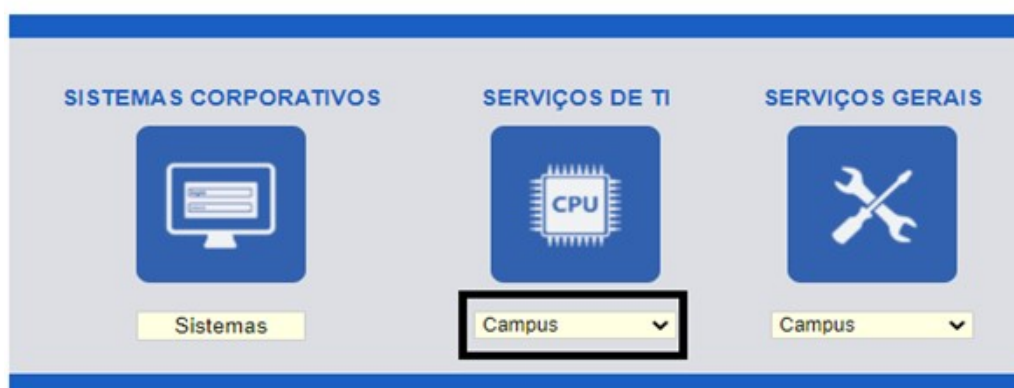 SISTEMAS CORPORATIVOS
SERVIÇOS DE TI
SERVIÇOS GERAIS
CPU
Sistemas
Campus
Campus